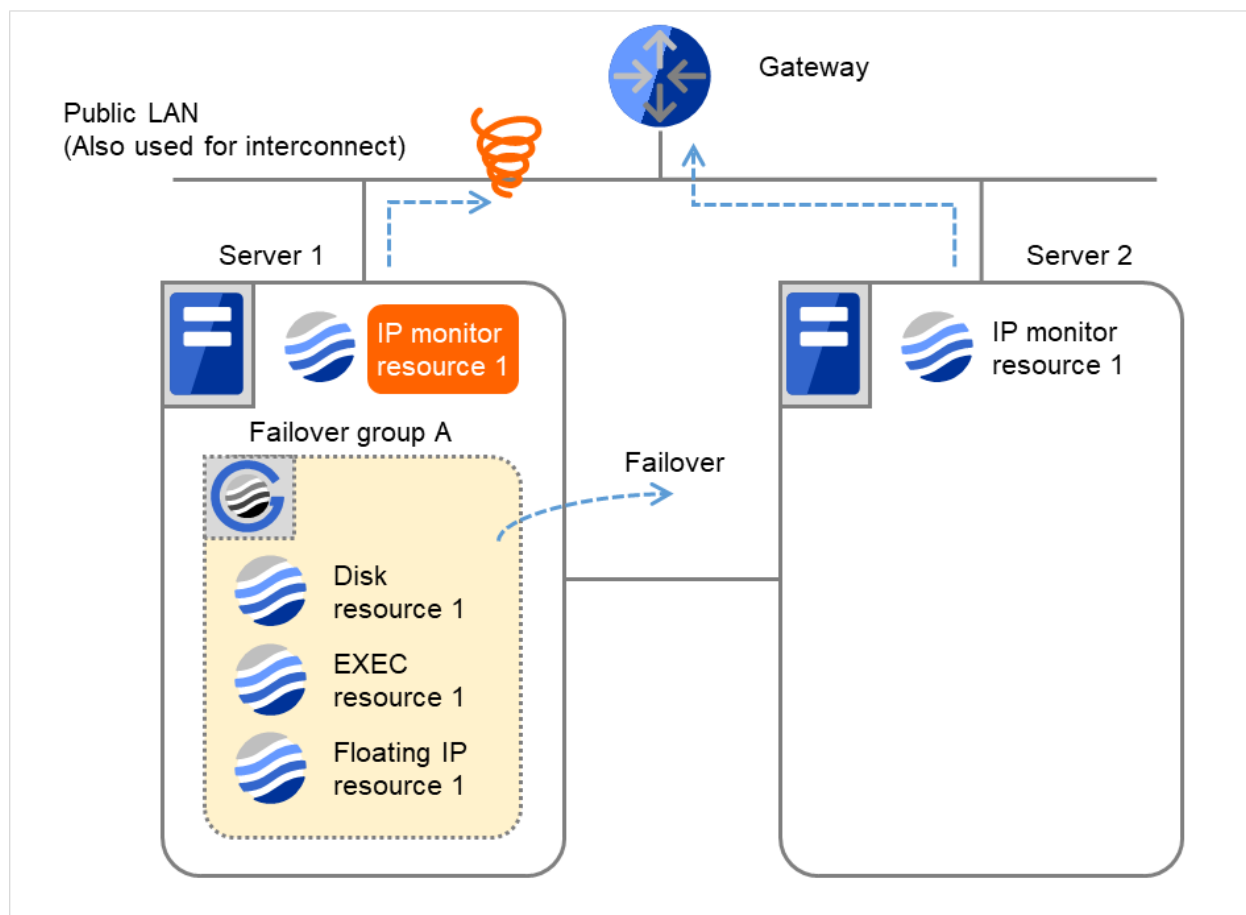 Gateway
Public LAN
(Also used for interconnect)
Server 1
Server 2
IP monitor
resource 1
IP monitor
resource 1
Failover group A
Failover
Disk
resource 1
EXEC
resource 1
Floating IP
resource 1